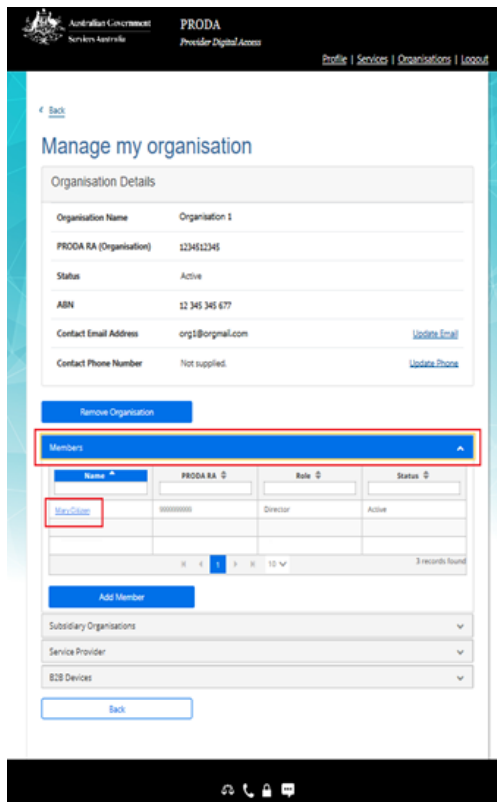 Australian Government
Services Australia
PRODA
Provider Digital Access
Profile | Services | Organisations | Logout
Back
Manage my organisation
Organisation Details
Organisation Name Organisation 1
PRODA RA (Organisation) 1234512345
Status Active
ABN 12 345 345 677
Contact Email Address org1@orgmail.com Update Email
Contact Phone Number Not supplied. Update Phone
Remove Organisation
Members
Name PRODA RA Role Status
Mary Citizen Director Active
1 10
3 records found
Add Member
Subsidiary Organisations
Service Provider
B2B Devices
Back